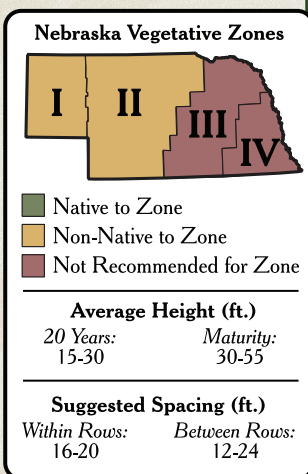 Nebraska Vegetative Zones
I II III IV
Native to Zone
Non-Native to Zone
Not Recommended for Zone
Average Height (ft.)
20 Years: Maturity:
15-30 30-55
Suggested Spacing (ft.)
Within Rows: Between Rows:
16-20 12-24